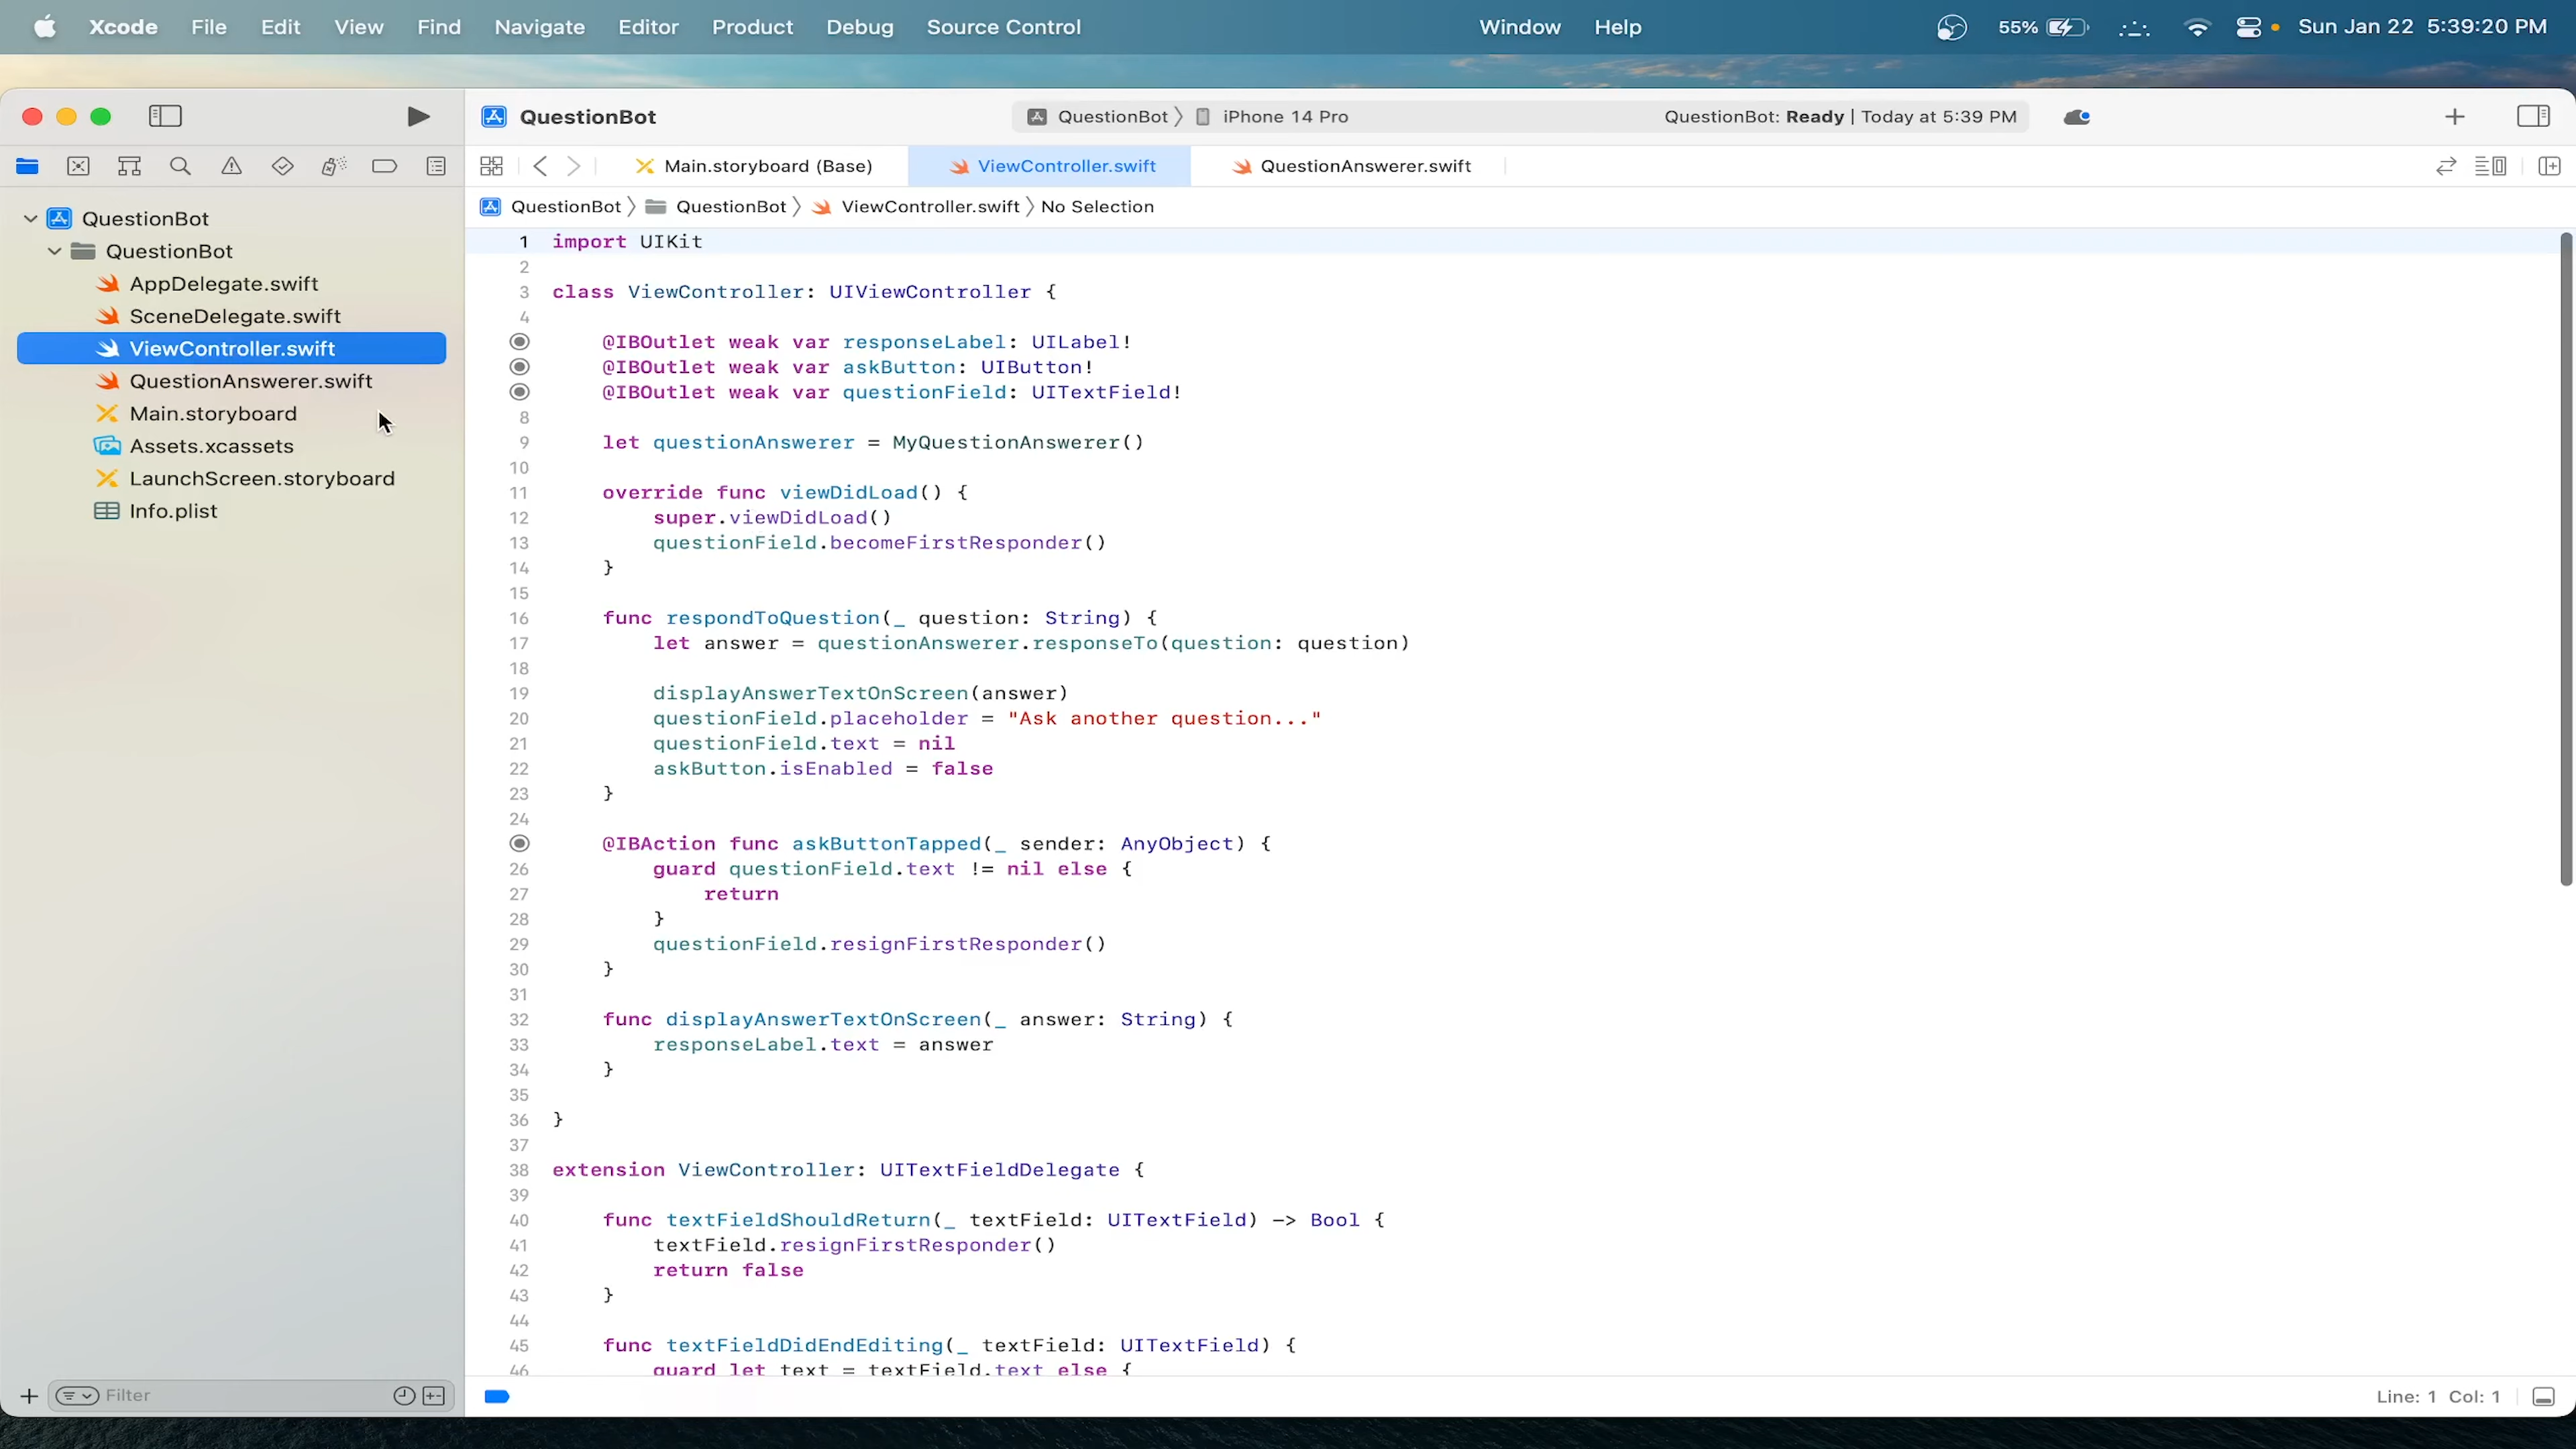 Xcode File Edit View Find Navigate Editor Product Debug Source Control Window Help 55% Sun Jan 22 5:39:20 PM
QuestionBot QuestionBot iPhone 14 Pro QuestionBot: Ready | Today at 5:39 PM
Main.storyboard (Base) ViewController.swift QuestionAnswerer.swift
QuestionBot QuestionBot ViewController.swift No Selection
QuestionBot
QuestionBot
AppDelegate.swift
SceneDelegate.swift
ViewController.swift
QuestionAnswerer.swift
Main.storyboard
Assets.xcassets
LaunchScreen.storyboard
Info.plist
Filter
1 import UIKit
2
3 class ViewController: UIViewController {
4
@IBOutlet weak var responseLabel: UILabel!
@IBOutlet weak var askButton: UIButton!
@IBOutlet weak var questionField: UITextField!
8
9 let questionAnswerer = MyQuestionAnswerer()
10
11 override func viewDidLoad() {
12 super.viewDidLoad()
13 questionField.becomeFirstResponder()
14 }
15
16 func respondToQuestion(_ question: String) {
17 let answer = questionAnswerer.responseTo(question: question)
18
19 displayAnswerTextOnScreen(answer)
20 questionField.placeholder = "Ask another question..."
21 questionField.text = nil
22 askButton.isEnabled = false
23 }
24
@IBAction func askButtonTapped(_ sender: AnyObject) {
26 guard questionField.text != nil else {
27 return
28 }
29 questionField.resignFirstResponder()
30 }
31
32 func displayAnswerTextOnScreen(_ answer: String) {
33 responseLabel.text = answer
34 }
35
36 }
37
38 extension ViewController: UITextFieldDelegate {
39
40 func textFieldShouldReturn(_ textField: UITextField) -> Bool {
41 textField.resignFirstResponder()
42 return false
43 }
44
45 func textFieldDidEndEditing(_ textField: UITextField) {
46 guard let text = textField.text else {
Line: 1 Col: 1